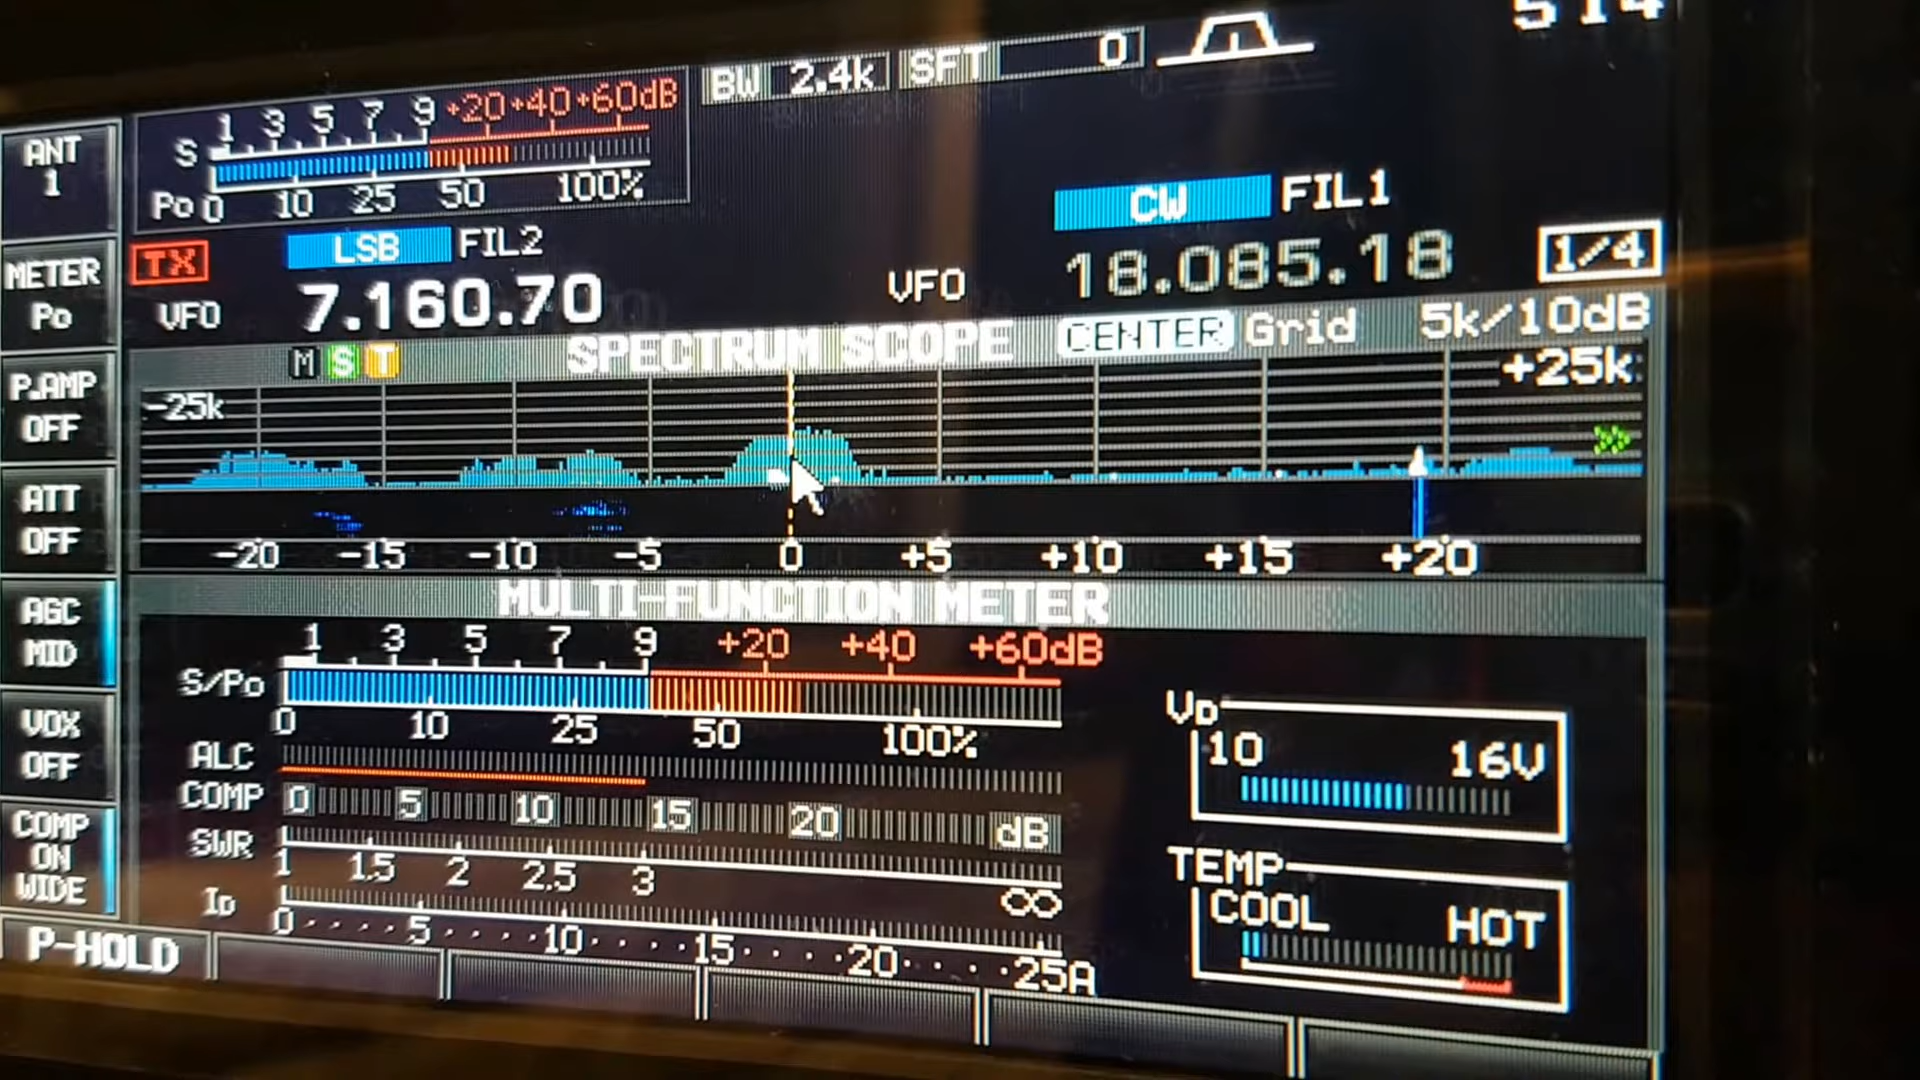 BW 2.4k SFT 0
1 3 5 7 9 +20 +40 +60dB
S
Po 0 10 25 50 100%
ANT
1
METER
Po
P.AMP
OFF
ATT
OFF
AGC
MID
VOX
OFF
COMP
ON
WIDE
TX
LSB FIL2
VFO 7.160.70
CW FIL1
VFO 18.085.18
1/4
M S T SPECTRUM SCOPE CENTER Grid 5k/10dB
-25k +25k
-20 -15 -10 -5 0 +5 +10 +15 +20
MULTI-FUNCTION METER
1 3 5 7 9 +20 +40 +60dB
S/Po
0 10 25 50 100%
ALC
COMP 0 5 10 15 20 dB
SWR
1 1.5 2 2.5 3 ∞
ID
0 5 10 15 20 25A
VD
10 16V
TEMP
COOL HOT
P-HOLD